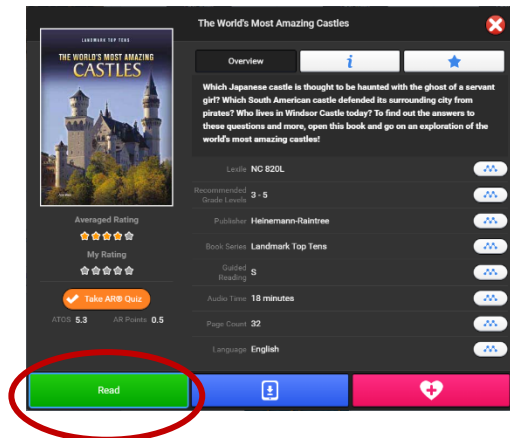 The World's Most Amazing Castles
LANDMARK TOP TENS
THE WORLD'S MOST AMAZING
CASTLES
Overview
i
Which Japanese castle is thought to be haunted with the ghost of a servant
girl? Which South American castle defended its surrounding city from
pirates? Who lives in Windsor Castle today? To find out the answers to
these questions and more, open this book and go on an exploration of the
world's most amazing castles!
Lexile NC 820L
Recommended
Grade Levels 3 - 5
Publisher Heinemann-Raintree
Book Series Landmark Top Tens
Guided
Reading S
Audio Time 18 minutes
Page Count 32
Language English
Averaged Rating
My Rating
Take AR® Quiz
ATOS 5.3 AR Points 0.5
Read